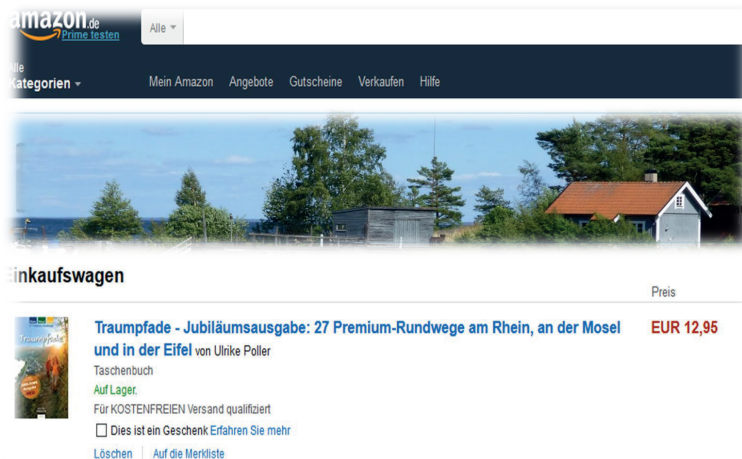 amazon.de
Prime testen
Alle
Alle
Kategorien
Mein Amazon Angebote Gutscheine Verkaufen Hilfe
Einkaufswagen
Preis
Traumpfade
Traumpfade - Jubiläumsausgabe: 27 Premium-Rundwege am Rhein, an der Mosel EUR 12,95
und in der Eifel von Ulrike Poller
Taschenbuch
Auf Lager.
Für KOSTENFREIEN Versand qualifiziert
Dies ist ein Geschenk Erfahren Sie mehr
Löschen Auf die Merkliste